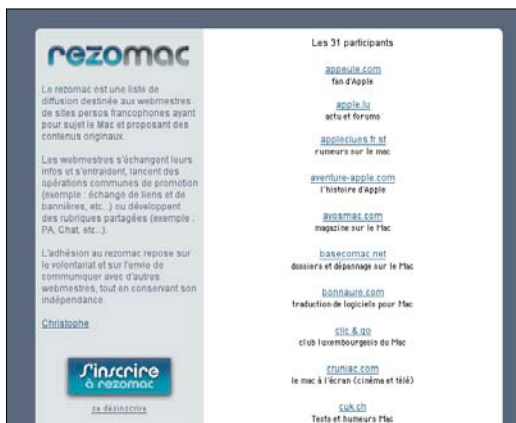 rezomac
Le rezomac est une liste de
diffusion destinée aux webmestres
de sites persos francophones ayant
pour sujet le Mac et proposant des
contenus originaux.
Les webmestres s'échangent leurs
infos et s'entraident, lancent des
opérations communes de promotion
(exemple : échange de liens et de
bannières, etc...) ou développent
des rubriques partagées (exemple :
PA, Chat, etc...).
L'adhésion au rezomac repose sur
le volontariat et sur l'envie de
communiquer avec d'autres
webmestres, tout en conservant son
indépendance.
Christophe
S'inscrire
à rezomac
se désinscrire
Les 31 participants
appeule.com
fan d'Apple
apple.lu
actu et forums
appleclues.fr.st
rumeurs sur le mac
aventure-apple.com
l'histoire d'Apple
avosmac.com
magazine sur le Mac
basecomac.net
dossiers et dépannage sur le Mac
bonnaure.com
traduction de logiciels pour Mac
clic & go
club luxembourgeois du Mac
cruniac.com
le mac à l'écran (cinéma et télé)
cuk.ch
Tests et humeurs Mac